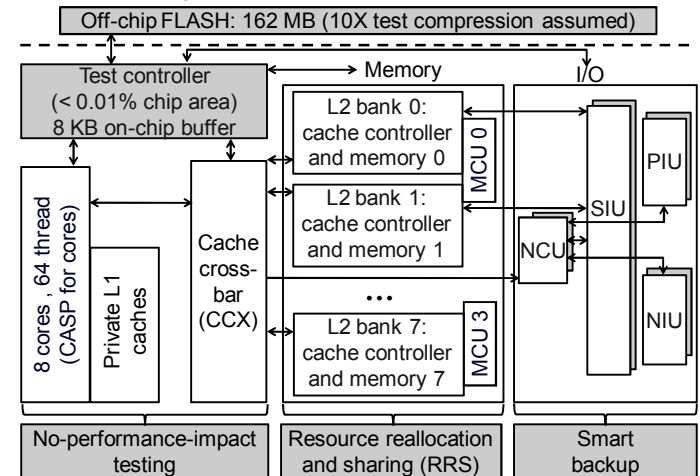 Off-chip FLASH: 162 MB (10X test compression assumed)
Test controller
(< 0.01% chip area)
8 KB on-chip buffer
Memory
I/O
L2 bank 0:
cache controller
and memory 0
MCU 0
L2 bank 1:
cache controller
and memory 1
...
L2 bank 7:
cache controller
and memory 7
MCU 3
8 cores , 64 thread
(CASP for cores)
Private L1
caches
Cache
cross-
bar
(CCX)
NCU
SIU
PIU
NIU
No-performance-impact
testing
Resource reallocation
and sharing (RRS)
Smart
backup